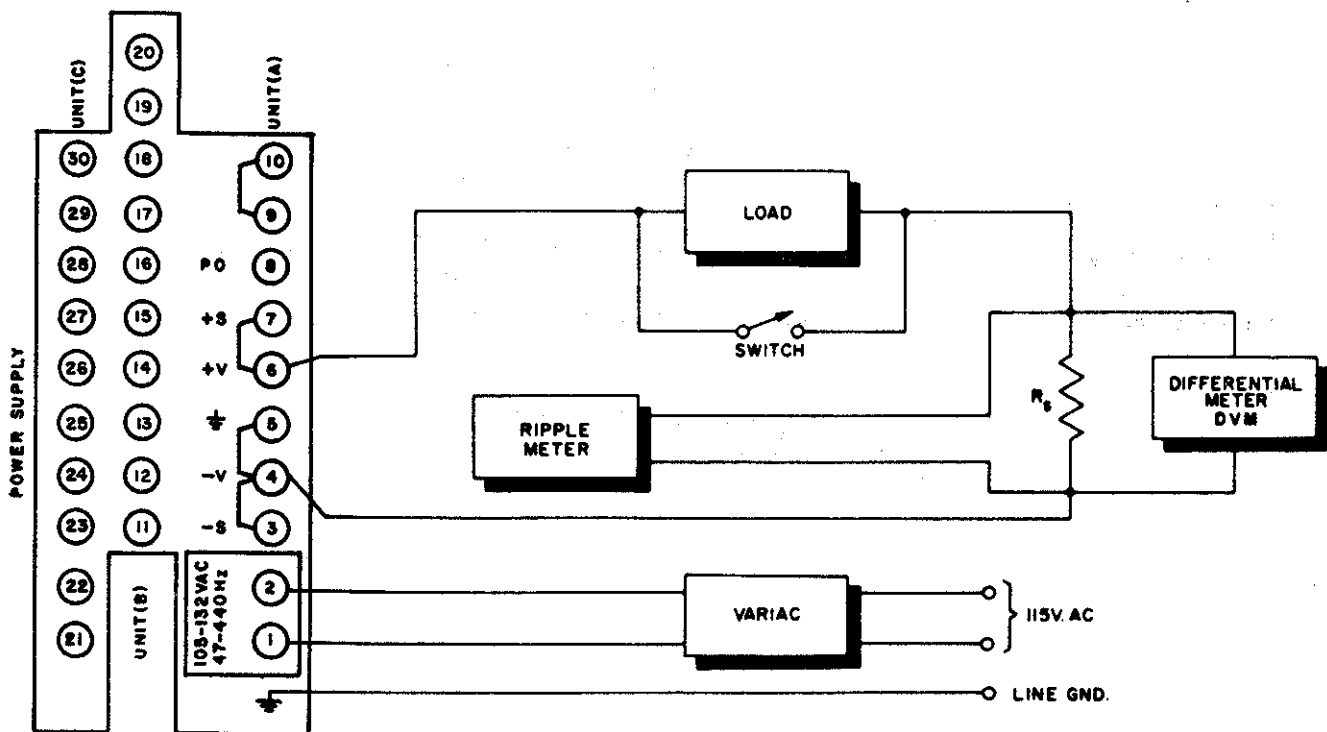 POWER SUPPLY
UNIT(C)
UNIT(A)
20
19
30
18
10
29
17
9
28
16
PO
8
27
15
+S
7
26
14
+V
6
25
13
5
24
12
-V
4
23
11
-S
3
22
2
21
1
UNIT(B)
105-132VAC
47-440HZ
LOAD
SWITCH
RIPPLE
METER
RS
DIFFERENTIAL
METER
DVM
VARIAC
115V. AC
LINE GND.